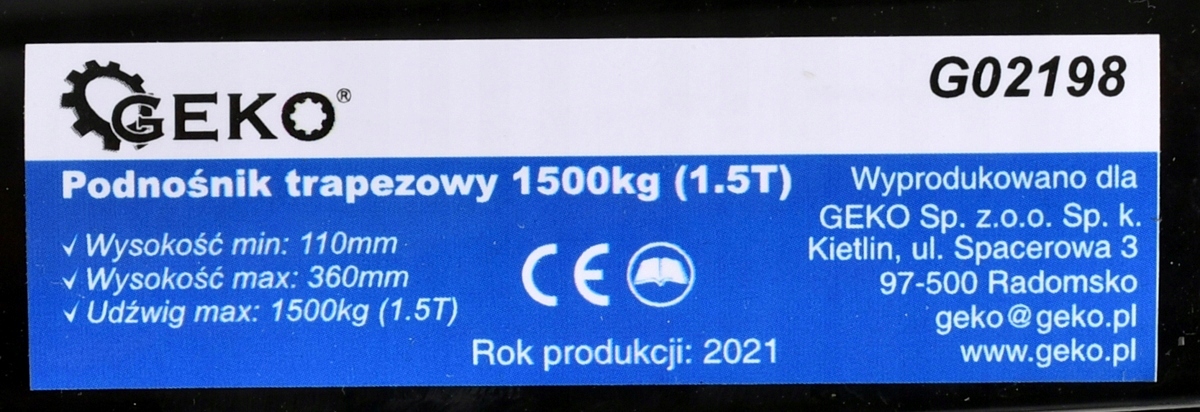 GEKO®
G02198
Podnośnik trapezowy 1500kg (1.5T)
✓ Wysokość min: 110mm
✓ Wysokość max: 360mm
✓ Udźwig max: 1500kg (1.5T)
CE
Rok produkcji: 2021
Wyprodukowano dla
GEKO Sp. z.o.o. Sp. k.
Kietlin, ul. Spacerowa 3
97-500 Radomsko
geko@geko.pl
www.geko.pl